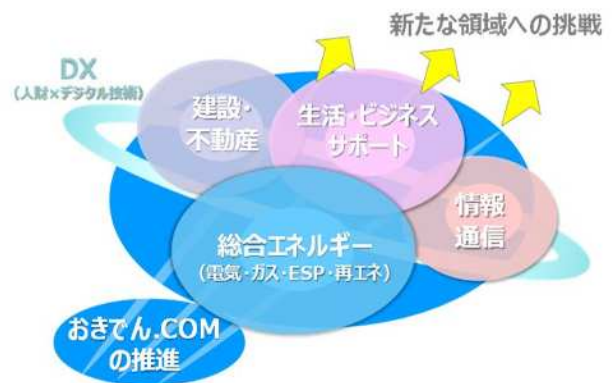 新たな領域への挑戦
DX
(人財×デジタル技術)
建設・
不動産
生活・ビジネス
サポート
情報
通信
総合エネルギー
(電気・ガス・ESP・再エネ)
おきでん.COM
の推進